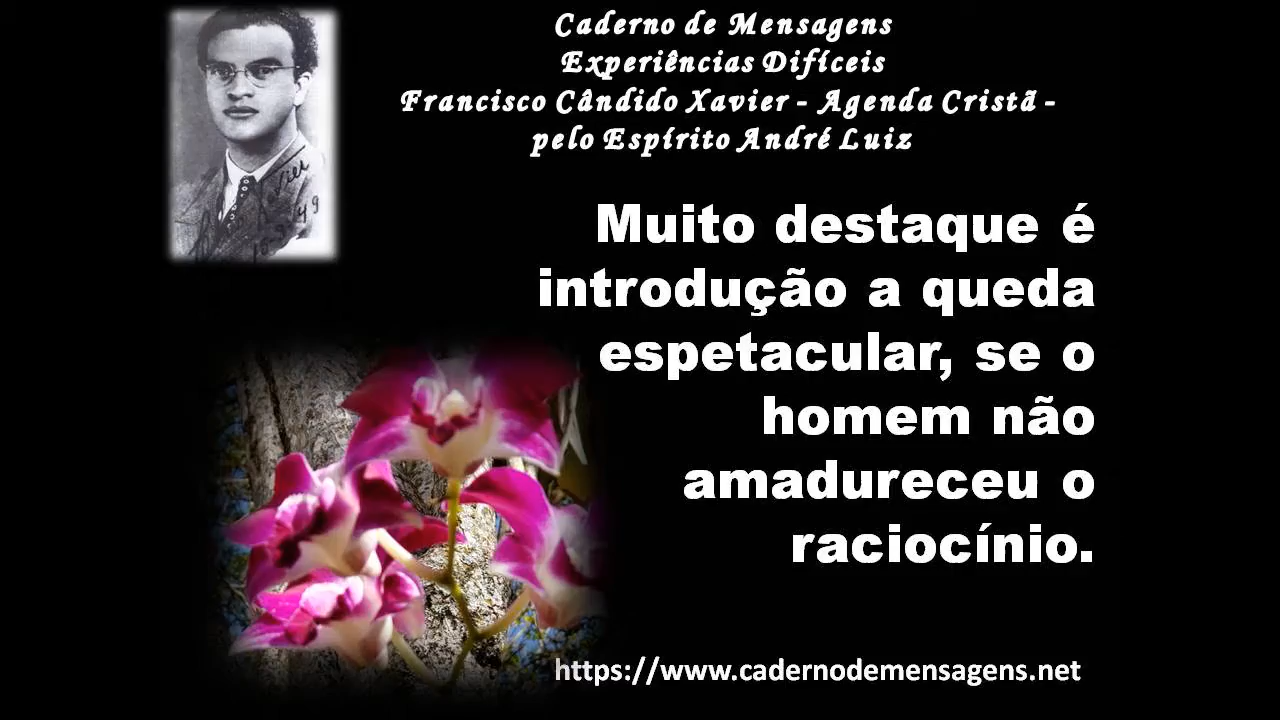 Caderno de Mensagens
Experiências Difíceis
Francisco Cândido Xavier - Agenda Cristã -
pelo Espírito André Luiz
Muito destaque é
introdução a queda
espetacular, se o
homem não
amadureceu o
raciocínio.
https://www.cadernodemensagens.net